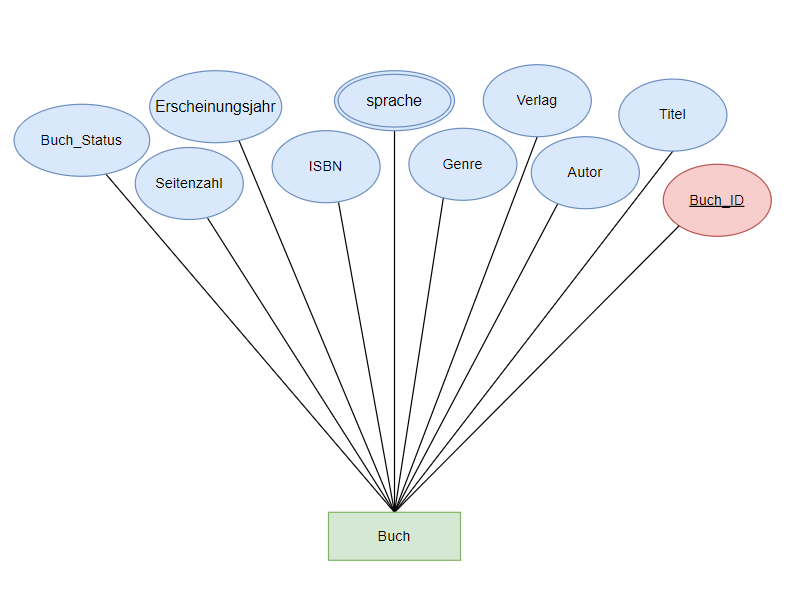 Buch_Status
Erscheinungsjahr
Seitenzahl
ISBN
sprache
Genre
Verlag
Autor
Titel
Buch_ID
Buch